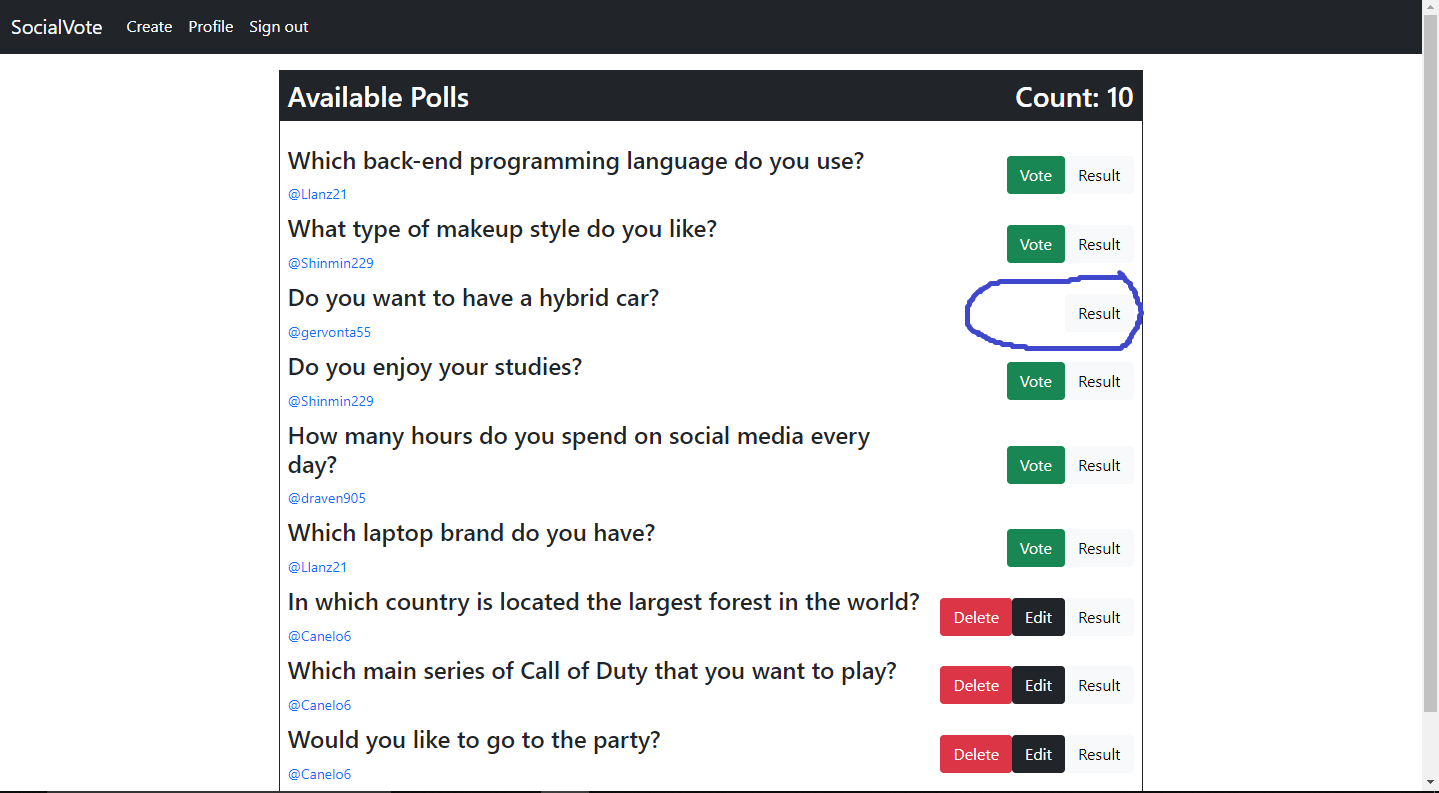 SocialVote Create Profile Sign out
Available Polls Count: 10
Which back-end programming language do you use?
@Llanz21
Vote Result
What type of makeup style do you like?
@Shinmin229
Vote Result
Do you want to have a hybrid car?
@gervonta55
Result
Do you enjoy your studies?
@Shinmin229
Vote Result
How many hours do you spend on social media every
day?
@draven905
Vote Result
Which laptop brand do you have?
@Llanz21
Vote Result
In which country is located the largest forest in the world?
@Canelo6
Delete Edit Result
Which main series of Call of Duty that you want to play?
@Canelo6
Delete Edit Result
Would you like to go to the party?
@Canelo6
Delete Edit Result